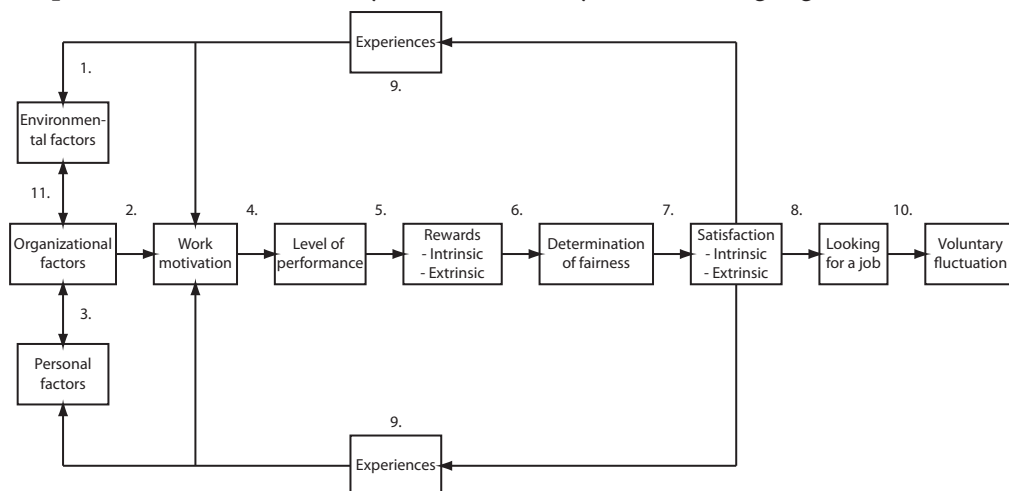 Experiences
1.
9.
Environmen-
tal factors
11.
2.
4.
5.
6.
7.
8.
10.
Organizational
factors
Work
motivation
Level of
performance
Rewards
- Intrinsic
- Extrinsic
Determination
of fairness
Satisfaction
- Intrinsic
- Extrinsic
Looking
for a job
Voluntary
fluctuation
3.
Personal
factors
9.
Experiences